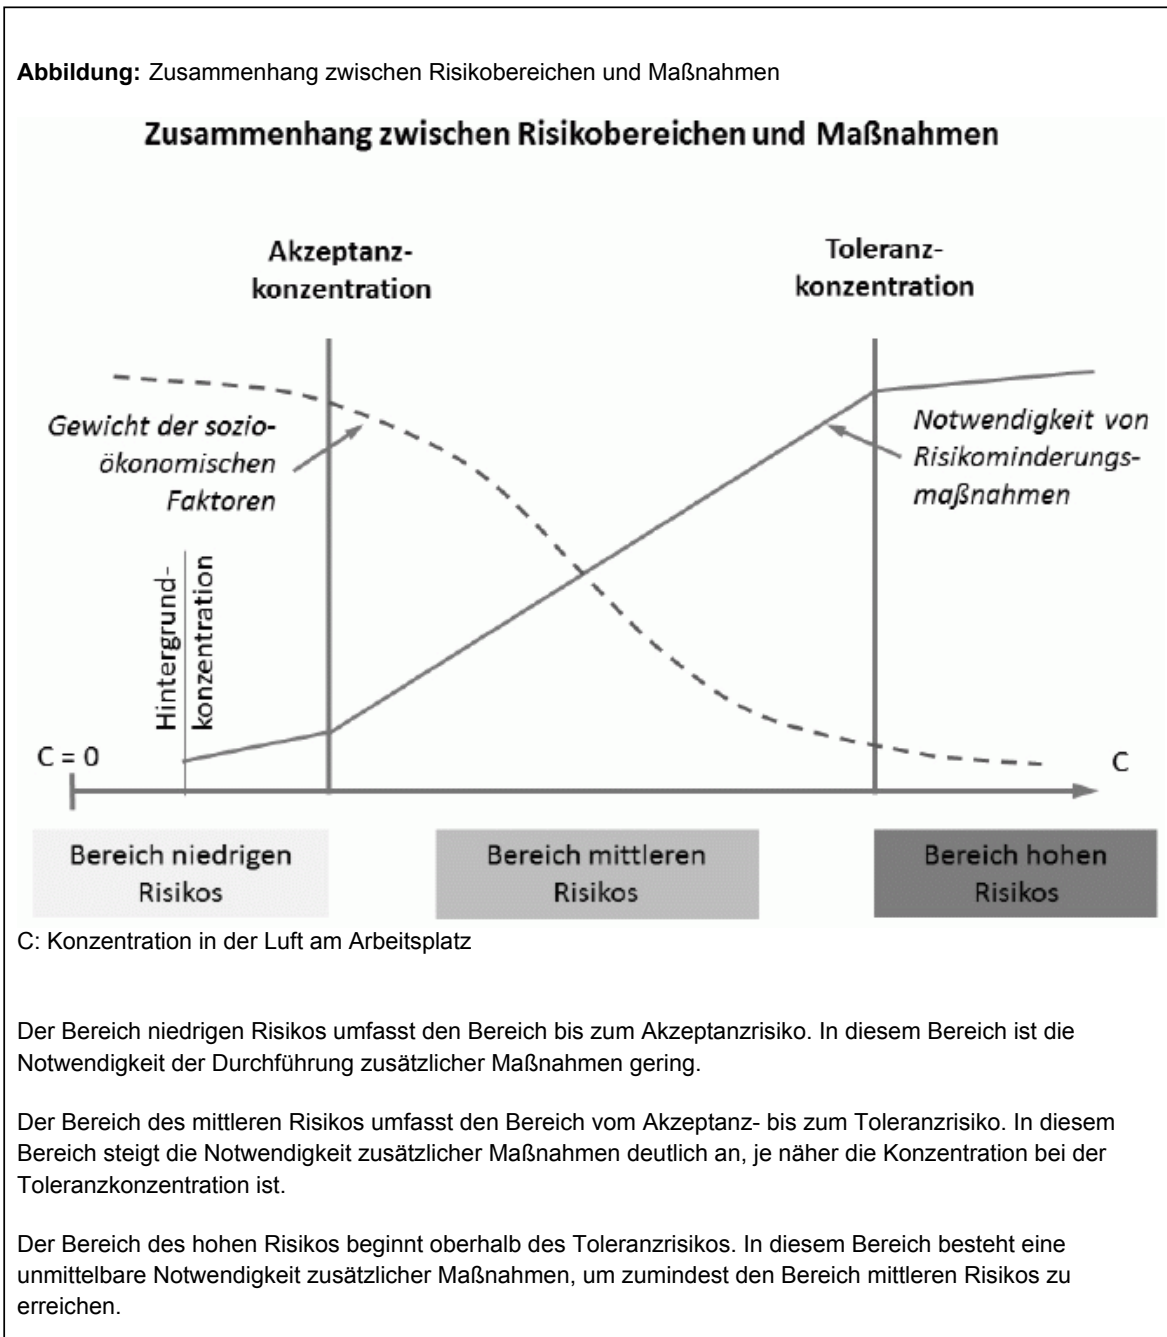 Abbildung: Zusammenhang zwischen Risikobereichen und Maßnahmen
Zusammenhang zwischen Risikobereichen und Maßnahmen
Akzeptanz-
konzentration
Toleranz-
konzentration
Gewicht der sozio-
ökonomischen
Faktoren
Notwendigkeit von
Risikominderungs-
maßnahmen
Hintergrund-
konzentration
C = 0
C
Bereich niedrigen
Risikos
Bereich mittleren
Risikos
Bereich hohen
Risikos
C: Konzentration in der Luft am Arbeitsplatz
Der Bereich niedrigen Risikos umfasst den Bereich bis zum Akzeptanzrisiko. In diesem Bereich ist die
Notwendigkeit der Durchführung zusätzlicher Maßnahmen gering.
Der Bereich des mittleren Risikos umfasst den Bereich vom Akzeptanz- bis zum Toleranzrisiko. In diesem
Bereich steigt die Notwendigkeit zusätzlicher Maßnahmen deutlich an, je näher die Konzentration bei der
Toleranzkonzentration ist.
Der Bereich des hohen Risikos beginnt oberhalb des Toleranzrisikos. In diesem Bereich besteht eine
unmittelbare Notwendigkeit zusätzlicher Maßnahmen, um zumindest den Bereich mittleren Risikos zu
erreichen.